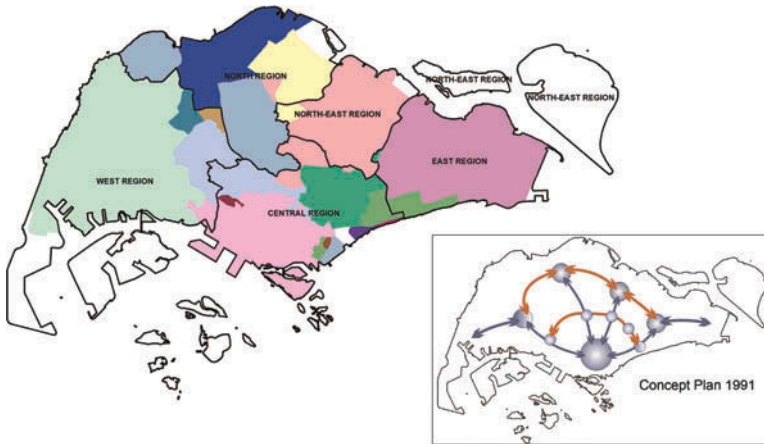 NORTH REGION
NORTH-EAST REGION
NORTH-EAST REGION
NORTH-EAST REGION
EAST REGION
WEST REGION
CENTRAL REGION
Concept Plan 1991